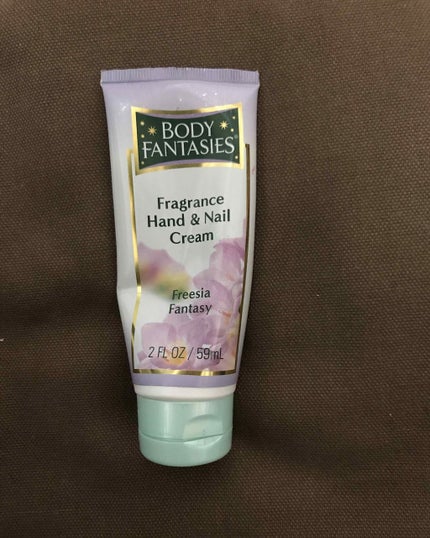 BODY
FANTASIES
Fragrance
Hand & Nail
Cream
Freesia
Fantasy
2 FL OZ / 59 mL